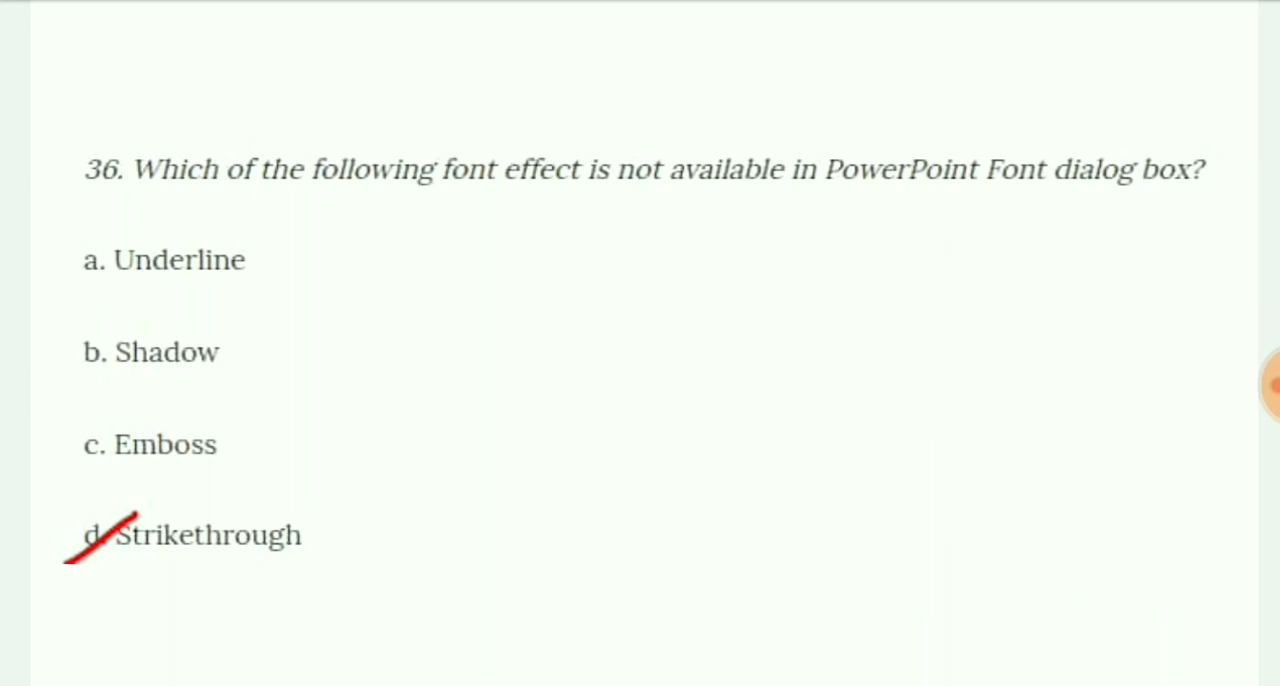 36. Which of the following font effect is not available in PowerPoint Font dialog box?
a. Underline
b. Shadow
c. Emboss
d. Strikethrough